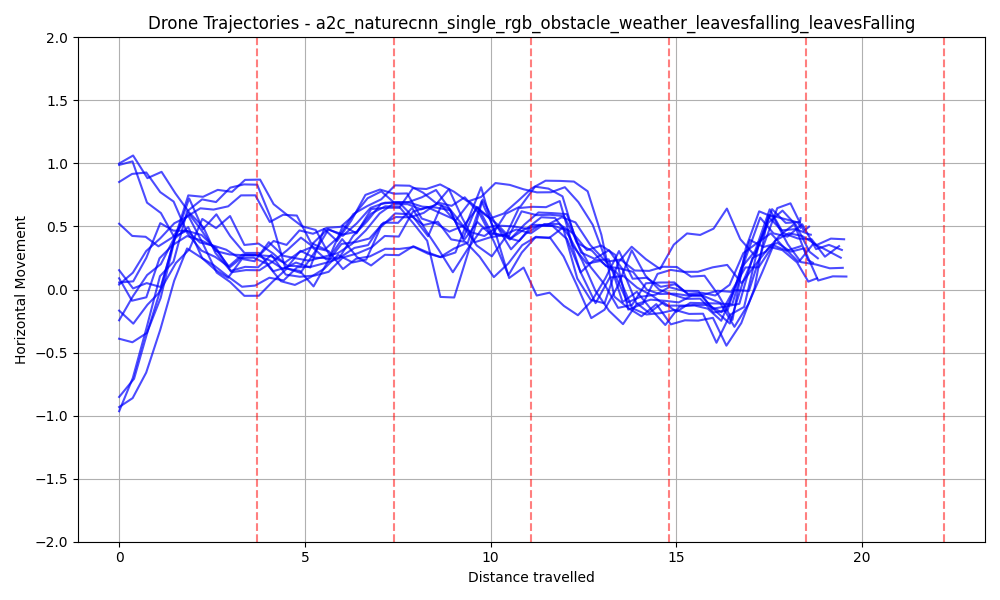 Drone Trajectories - a2c_naturecnn_single_rgb_obstacle_weather_leavesfalling_leavesFalling
2.0
1.5
1.0
0.5
0.0
−0.5
−1.0
−1.5
−2.0
Horizontal Movement
0 5 10 15 20
Distance travelled